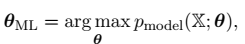 𝜽_ML = arg max_𝜽 p_model(𝕏; 𝜽),